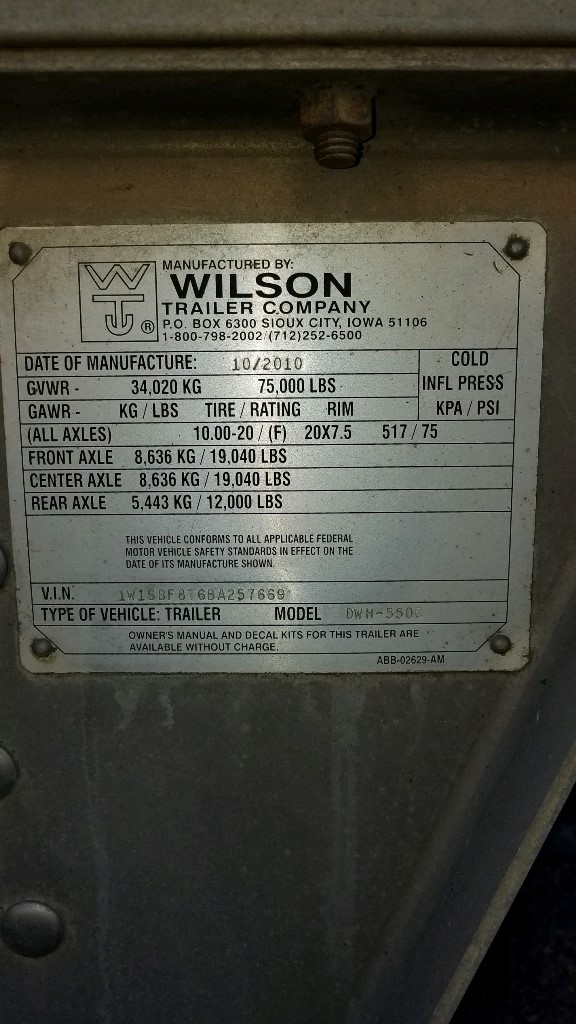 MANUFACTURED BY:
WILSON
TRAILER COMPANY
P.O. BOX 6300 SIOUX CITY, IOWA 51106
1-800-798-2002/(712)252-6500
WT ®
DATE OF MANUFACTURE: 10/2010
COLD
GVWR - 34,020 KG 75,000 LBS
INFL PRESS
GAWR - KG / LBS TIRE / RATING RIM KPA / PSI
(ALL AXLES) 10.00-20 / (F) 20X7.5 517 / 75
FRONT AXLE 8,636 KG / 19,040 LBS
CENTER AXLE 8,636 KG / 19,040 LBS
REAR AXLE 5,443 KG / 12,000 LBS
THIS VEHICLE CONFORMS TO ALL APPLICABLE FEDERAL
MOTOR VEHICLE SAFETY STANDARDS IN EFFECT ON THE
DATE OF ITS MANUFACTURE SHOWN.
V.I.N.
TYPE OF VEHICLE: TRAILER MODEL
OWNER'S MANUAL AND DECAL KITS FOR THIS TRAILER ARE
AVAILABLE WITHOUT CHARGE.
ABB-02629-AM